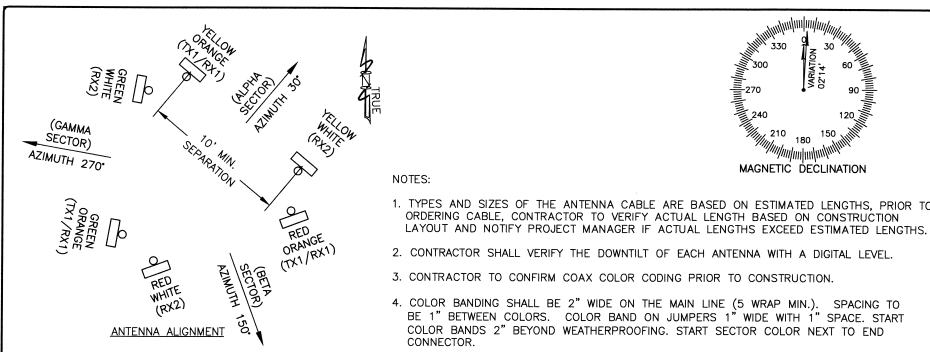 YELLOW
ORANGE
(TX1/RX1)
GREEN
WHITE
(RX2)
(ALPHA
SECTOR)
AZIMUTH 30°
TRUE
YELLOW
WHITE
(RX2)
(GAMMA
SECTOR)
AZIMUTH 270°
10' MIN.
SEPARATION
GREEN
ORANGE
(TX1/RX1)
RED
ORANGE
(TX1/RX1)
RED
WHITE
(RX2)
(BETA
SECTOR)
AZIMUTH 150°
ANTENNA ALIGNMENT
0
30
60
90
120
150
180
210
240
270
300
330
VARIATION
02°14'
MAGNETIC DECLINATION
NOTES:
1. TYPES AND SIZES OF THE ANTENNA CABLE ARE BASED ON ESTIMATED LENGTHS, PRIOR TO
ORDERING CABLE, CONTRACTOR TO VERIFY ACTUAL LENGTH BASED ON CONSTRUCTION
LAYOUT AND NOTIFY PROJECT MANAGER IF ACTUAL LENGTHS EXCEED ESTIMATED LENGTHS.
2. CONTRACTOR SHALL VERIFY THE DOWNTILT OF EACH ANTENNA WITH A DIGITAL LEVEL.
3. CONTRACTOR TO CONFIRM COAX COLOR CODING PRIOR TO CONSTRUCTION.
4. COLOR BANDING SHALL BE 2" WIDE ON THE MAIN LINE (5 WRAP MIN.). SPACING TO
BE 1" BETWEEN COLORS. COLOR BAND ON JUMPERS 1" WIDE WITH 1" SPACE. START
COLOR BANDS 2" BEYOND WEATHERPROOFING. START SECTOR COLOR NEXT TO END
CONNECTOR.